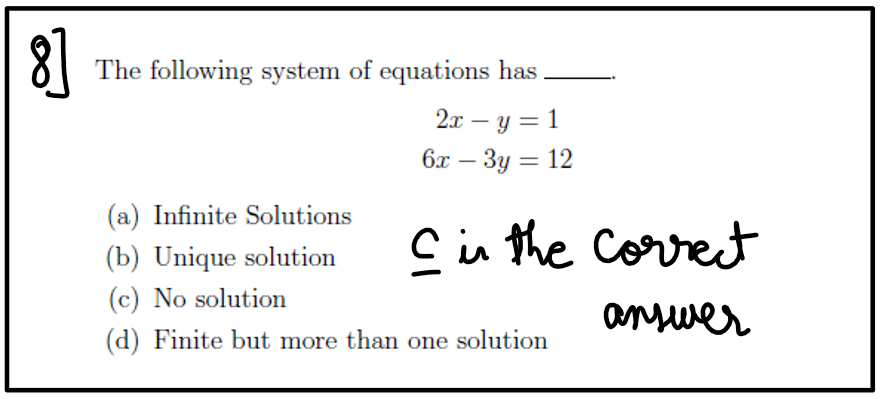 8] The following system of equations has _____.
2x − y = 1
6x − 3y = 12
(a) Infinite Solutions
(b) Unique solution
(c) No solution
(d) Finite but more than one solution
c is the correct
answer